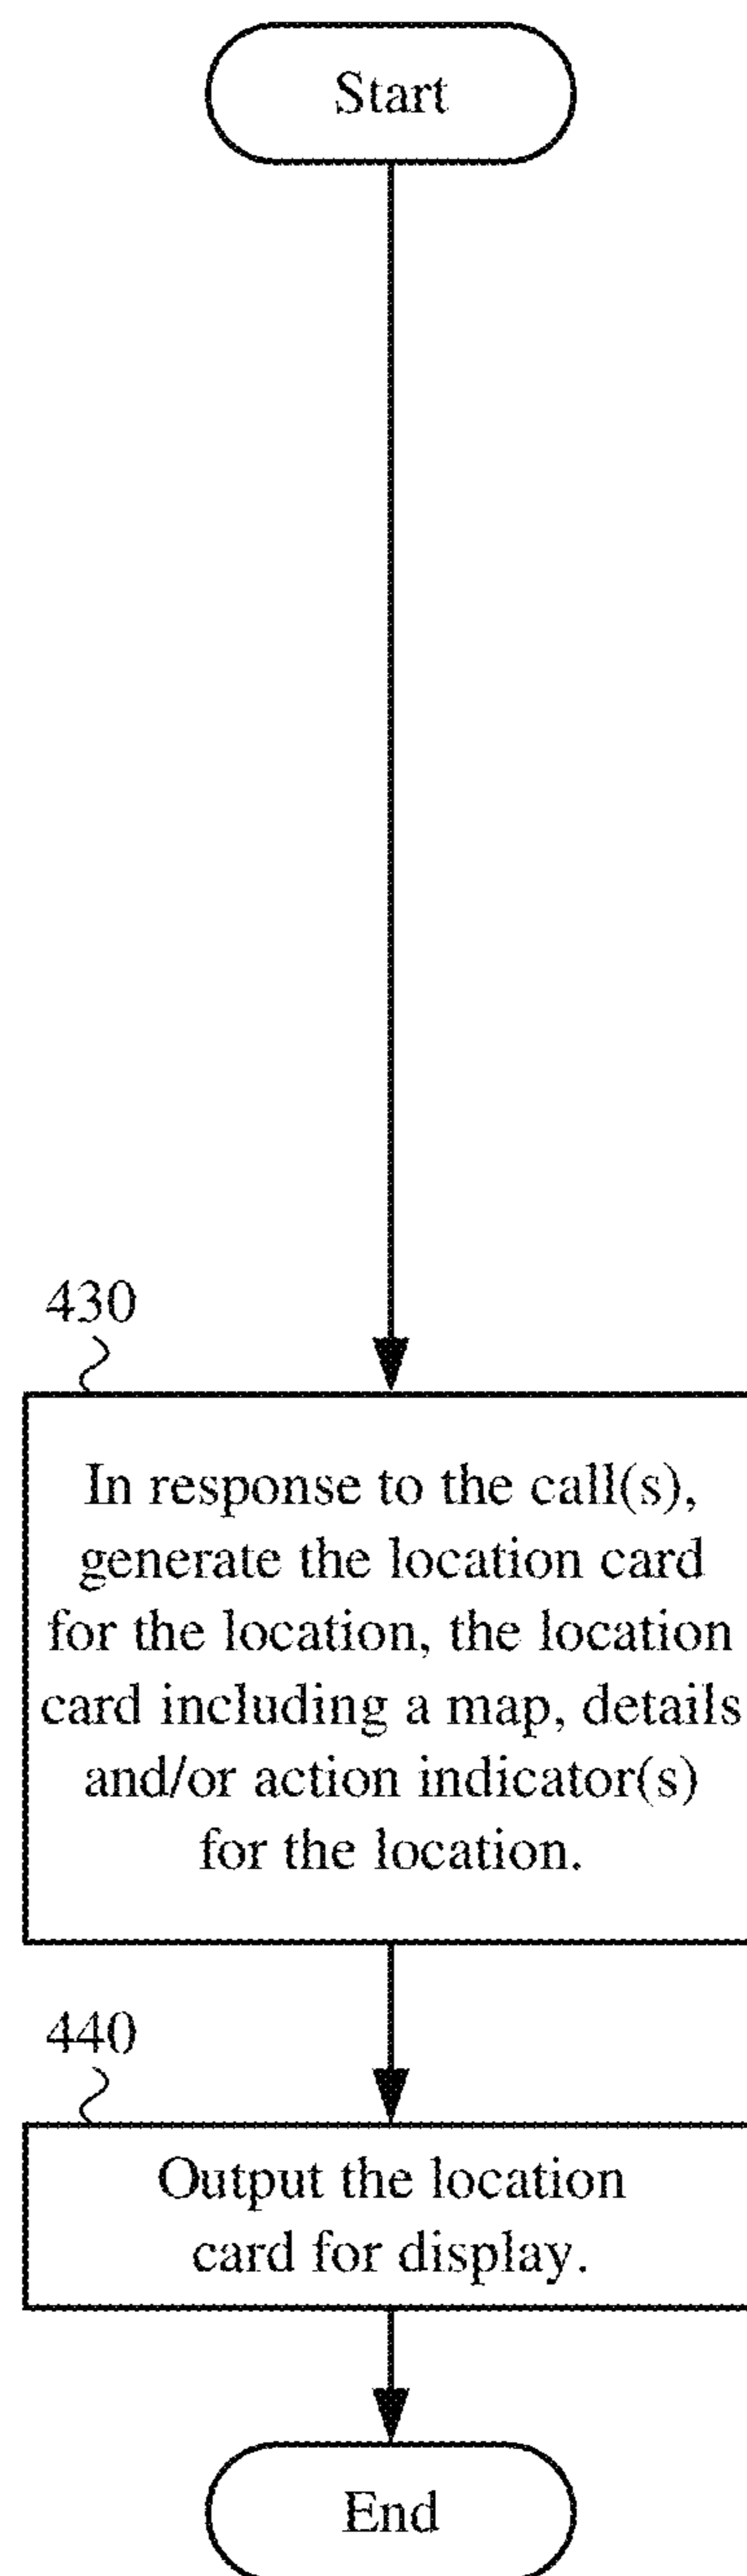 Start
430
In response to the call(s),
generate the location card
for the location, the location
card including a map, details
and/or action indicator(s)
for the location.
440
Output the location
card for display.
End